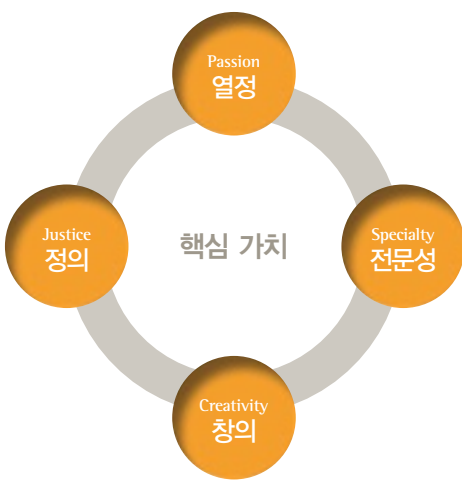 Passion
열정
Justice
정의
핵심 가치
Specialty
전문성
Creativity
창의